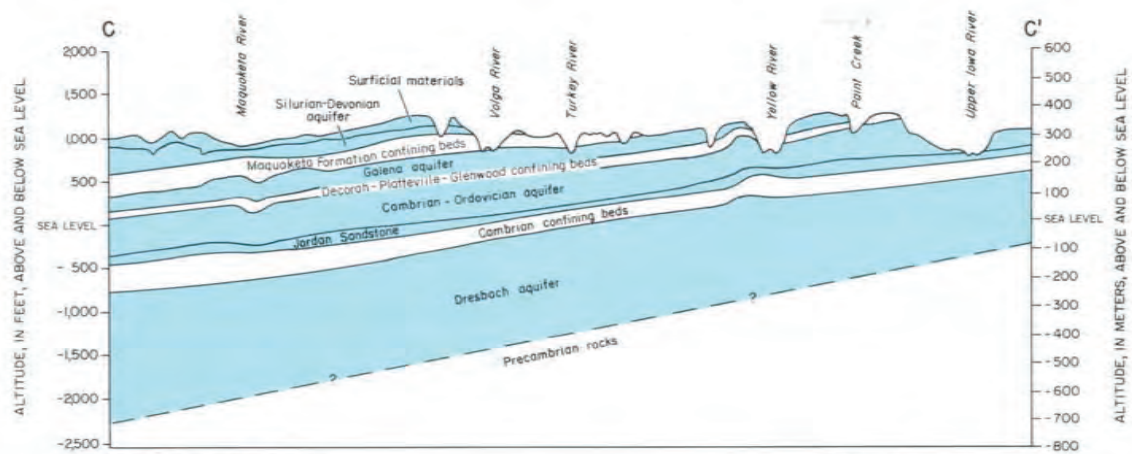 C
C'
Maquoketa River
Volga River
Turkey River
Yellow River
Paint Creek
Upper Iowa River
ALTITUDE, IN FEET, ABOVE AND BELOW SEA LEVEL
2000
1,500
1000
500
SEA LEVEL
- 500
-1,000
-1,500
-2000
-2,500
Surficial materials
Silurian-Devonian
aquifer
Maquoketa Formation confining beds
Galena aquifer
Decorah-Platteville-Glenwood confining beds
Cambrian-Ordovician aquifer
Jordan Sandstone
Cambrian confining beds
Dresbach aquifer
?
?
Precambrian rocks
600
500
400
300
200
100
SEA LEVEL
-100
-200
-300
-400
-500
-600
-700
-800
ALTITUDE, IN METERS, ABOVE AND BELOW SEA LEVEL